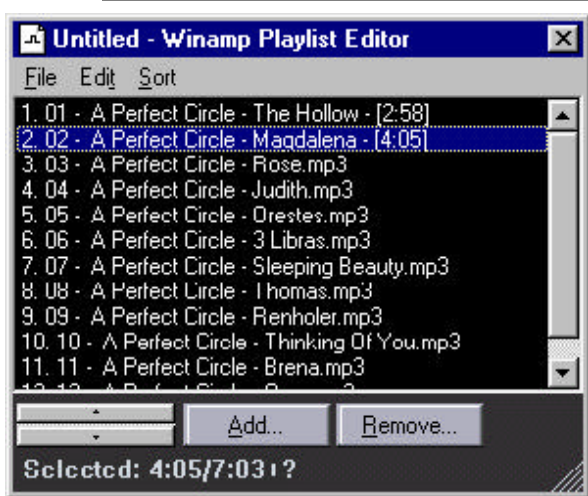 Untitled - Winamp Playlist Editor
File Edit Sort
1. 01 - A Perfect Circle - The Hollow - [2:58]
2. 02 - A Perfect Circle - Magdalena - [4:05]
3. 03 - A Perfect Circle - Rose.mp3
4. 04 - A Perfect Circle - Judith.mp3
5. 05 - A Perfect Circle - Orestes.mp3
6. 06 - A Perfect Circle - 3 Libras.mp3
7. 07 - A Perfect Circle - Sleeping Beauty.mp3
8. 08 - A Perfect Circle - Thomas.mp3
9. 09 - A Perfect Circle - Renholer.mp3
10. 10 - A Perfect Circle - Thinking Of You.mp3
11. 11 - A Perfect Circle - Brena.mp3
12. 12 - A Perfect Circle -
Add... Remove...
Selected: 4:05/7:03+?